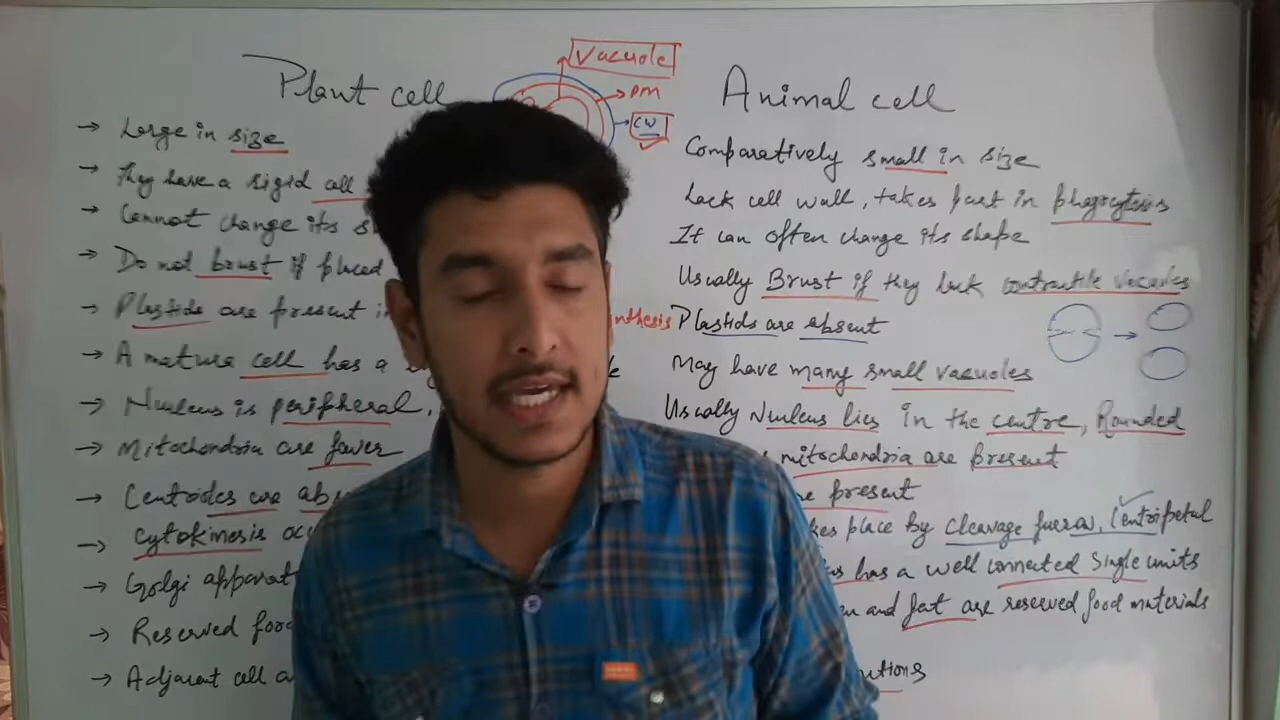 Plant cell
Vacuole
PM
CW
→ Large in size
→ They have a rigid cell
→ Cannot change its
→ Do not brust if placed
→ Plastids are present
→ A mature cell has a
→ Nucleus is peripheral,
→ Mitochondria are fewer
→ Centrioles are
→ cytokinesis
→ Golgi
→ Reserved food
→ Adjacent cell
nthesis
Animal cell
Comparatively small in size
Lack cell wall, takes part in phagocytosis
It can often change its shape
Usually Brust if they lack contractile vacuoles
Plastids are absent
May have many small vacuoles
Usually Nucleus lies in the centre, Rounded
mitochondria are present
present
place by cleavage furrow, Centripetal
has a well connected single units
and fat are reserved food materials